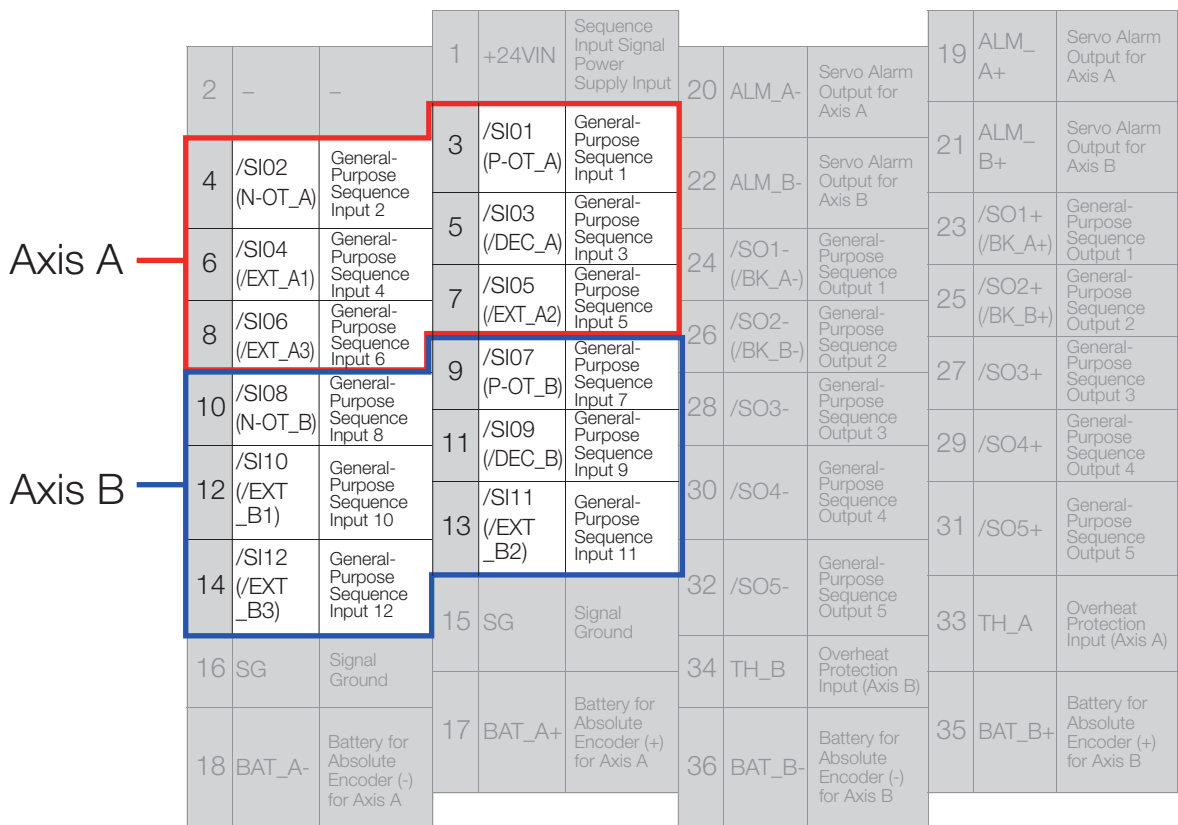 Axis A
Axis B
2
–
–
4
/SI02
(N-OT_A)
General-
Purpose
Sequence
Input 2
6
/SI04
(/EXT_A1)
General-
Purpose
Sequence
Input 4
8
/SI06
(/EXT_A3)
General-
Purpose
Sequence
Input 6
10
/SI08
(N-OT_B)
General-
Purpose
Sequence
Input 8
12
/SI10
(/EXT
_B1)
General-
Purpose
Sequence
Input 10
14
/SI12
(/EXT
_B3)
General-
Purpose
Sequence
Input 12
16
SG
Signal
Ground
18
BAT_A-
Battery for
Absolute
Encoder (-)
for Axis A
1
+24VIN
Sequence
Input Signal
Power
Supply Input
3
/SI01
(P-OT_A)
General-
Purpose
Sequence
Input 1
5
/SI03
(/DEC_A)
General-
Purpose
Sequence
Input 3
7
/SI05
(/EXT_A2)
General-
Purpose
Sequence
Input 5
9
/SI07
(P-OT_B)
General-
Purpose
Sequence
Input 7
11
/SI09
(/DEC_B)
General-
Purpose
Sequence
Input 9
13
/SI11
(/EXT
_B2)
General-
Purpose
Sequence
Input 11
15
SG
Signal
Ground
17
BAT_A+
Battery for
Absolute
Encoder (+)
for Axis A
20
ALM_A-
Servo Alarm
Output for
Axis A
22
ALM_B-
Servo Alarm
Output for
Axis B
24
/SO1-
(/BK_A-)
General-
Purpose
Sequence
Output 1
26
/SO2-
(/BK_B-)
General-
Purpose
Sequence
Output 2
28
/SO3-
General-
Purpose
Sequence
Output 3
30
/SO4-
General-
Purpose
Sequence
Output 4
32
/SO5-
General-
Purpose
Sequence
Output 5
34
TH_B
Overheat
Protection
Input (Axis B)
36
BAT_B-
Battery for
Absolute
Encoder (-)
for Axis B
19
ALM_
A+
Servo Alarm
Output for
Axis A
21
ALM_
B+
Servo Alarm
Output for
Axis B
23
/SO1+
(/BK_A+)
General-
Purpose
Sequence
Output 1
25
/SO2+
(/BK_B+)
General-
Purpose
Sequence
Output 2
27
/SO3+
General-
Purpose
Sequence
Output 3
29
/SO4+
General-
Purpose
Sequence
Output 4
31
/SO5+
General-
Purpose
Sequence
Output 5
33
TH_A
Overheat
Protection
Input (Axis A)
35
BAT_B+
Battery for
Absolute
Encoder (+)
for Axis B